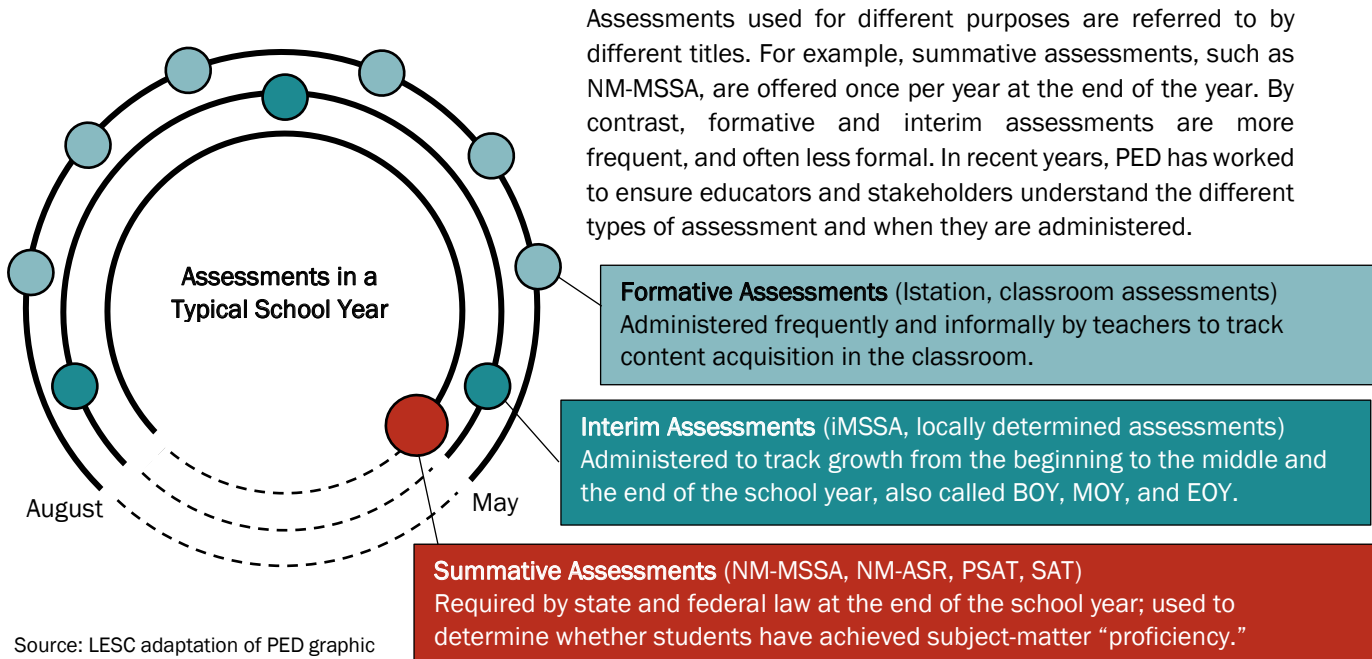 Assessments used for different purposes are referred to by
different titles. For example, summative assessments, such as
NM-MSSA, are offered once per year at the end of the year. By
contrast, formative and interim assessments are more
frequent, and often less formal. In recent years, PED has worked
to ensure educators and stakeholders understand the different
types of assessment and when they are administered.
Assessments in a
Typical School Year
Formative Assessments (Istation, classroom assessments)
Administered frequently and informally by teachers to track
content acquisition in the classroom.
Interim Assessments (iMSSA, locally determined assessments)
Administered to track growth from the beginning to the middle and
the end of the school year, also called BOY, MOY, and EOY.
August
May
Summative Assessments (NM-MSSA, NM-ASR, PSAT, SAT)
Required by state and federal law at the end of the school year; used to
determine whether students have achieved subject-matter “proficiency.”
Source: LESC adaptation of PED graphic